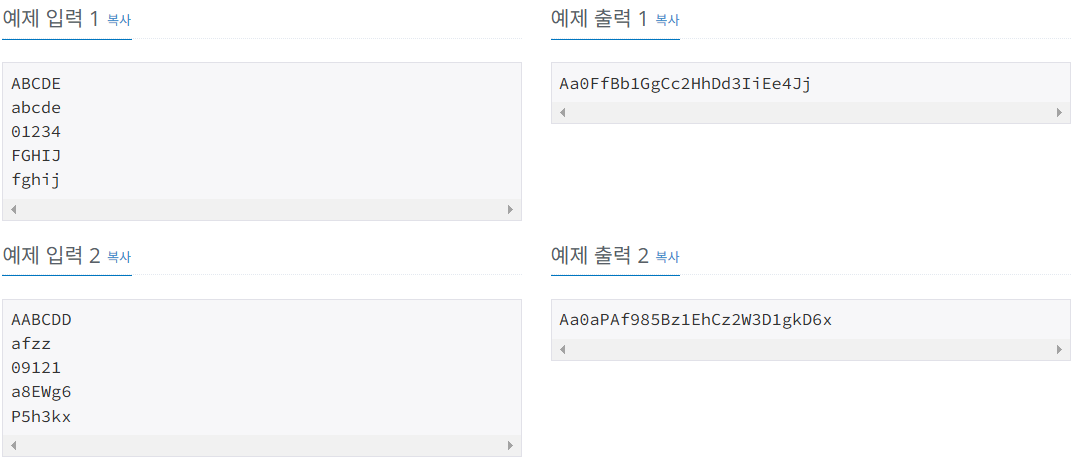 예제 입력 1 복사
ABCDE
abcde
01234
FGHIJ
fghij
예제 출력 1 복사
Aa0FfBb1GgCc2HhDd3IiEe4Jj
예제 입력 2 복사
AABCDD
afzz
09121
a8EWg6
P5h3kx
예제 출력 2 복사
Aa0aPAf985Bz1EhCz2W3D1gkD6x